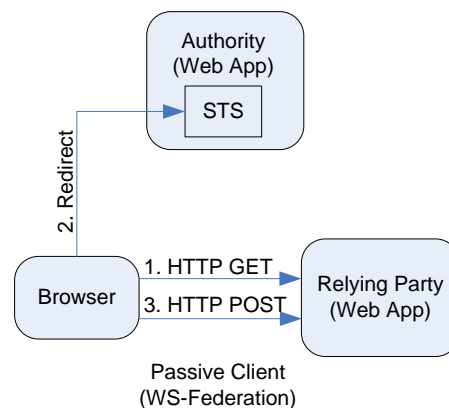 Authority
(Web App)
STS
2. Redirect
1. HTTP GET
Browser
3. HTTP POST
Relying Party
(Web App)
Passive Client
(WS-Federation)